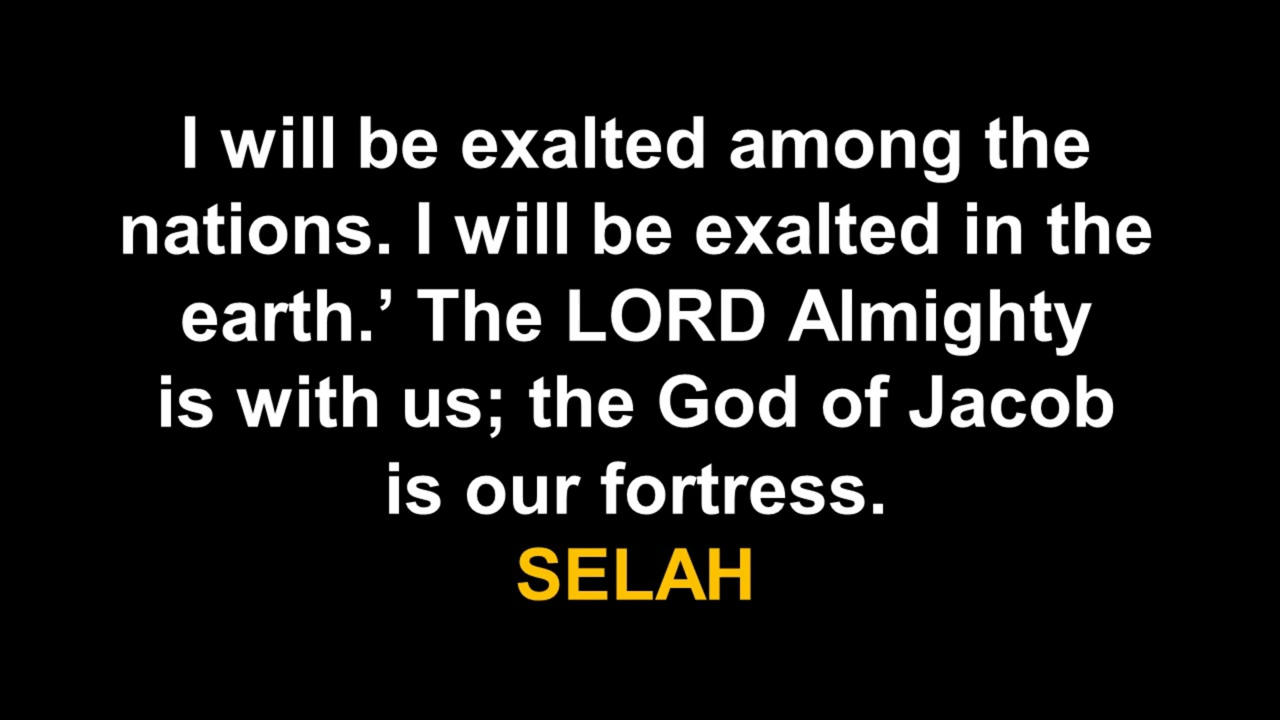 I will be exalted among the
nations. I will be exalted in the
earth.’ The LORD Almighty
is with us; the God of Jacob
is our fortress.
SELAH